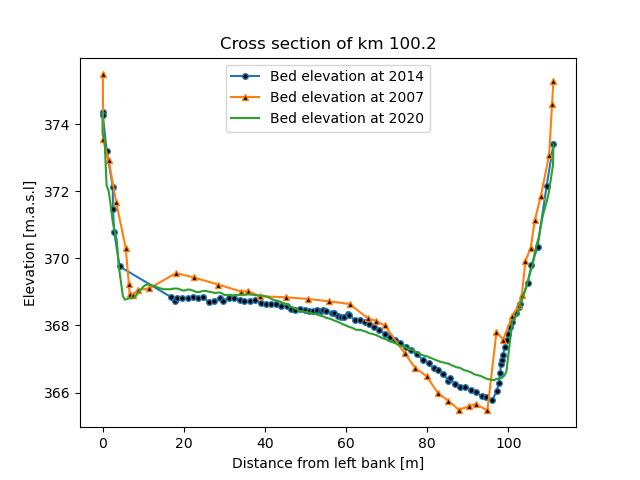 Cross section of km 100.2
Bed elevation at 2014
Bed elevation at 2007
Bed elevation at 2020
Elevation [m.a.s.l]
374
372
370
368
366
0 20 40 60 80 100
Distance from left bank [m]